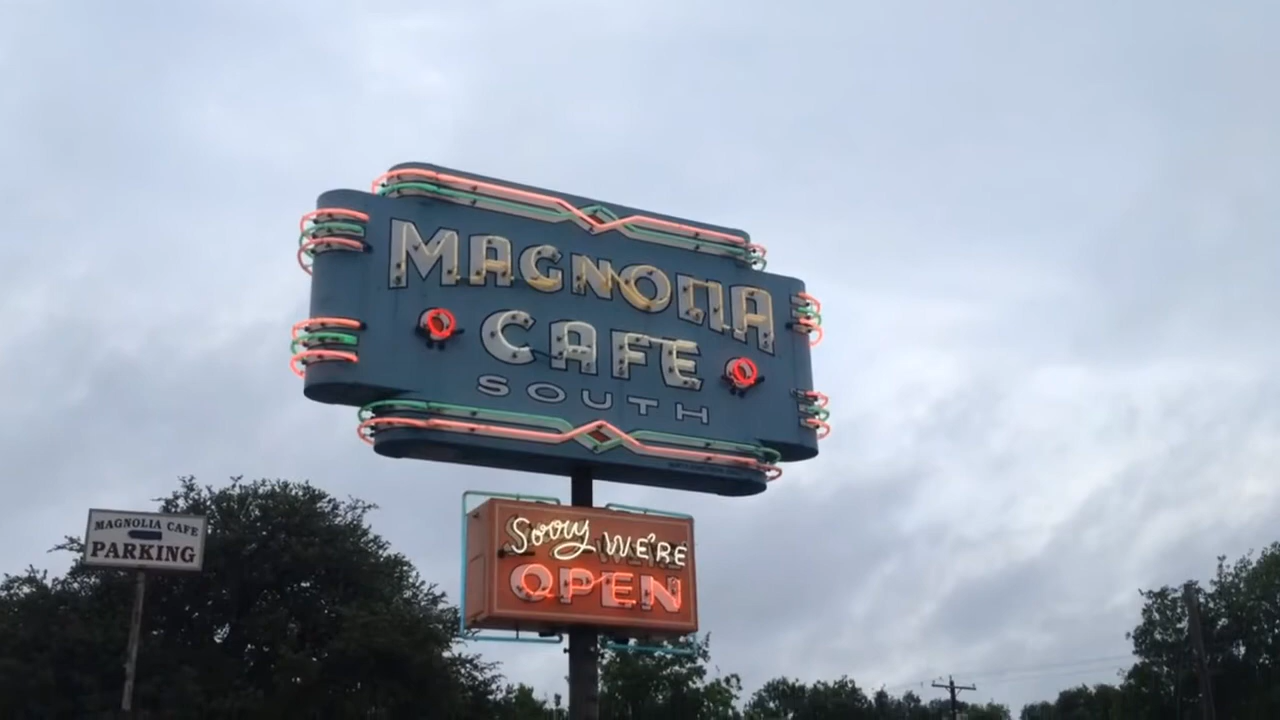 MAGNOLIA
CAFE
SOUTH
Sorry WE'RE
OPEN
MAGNOLIA CAFE
PARKING